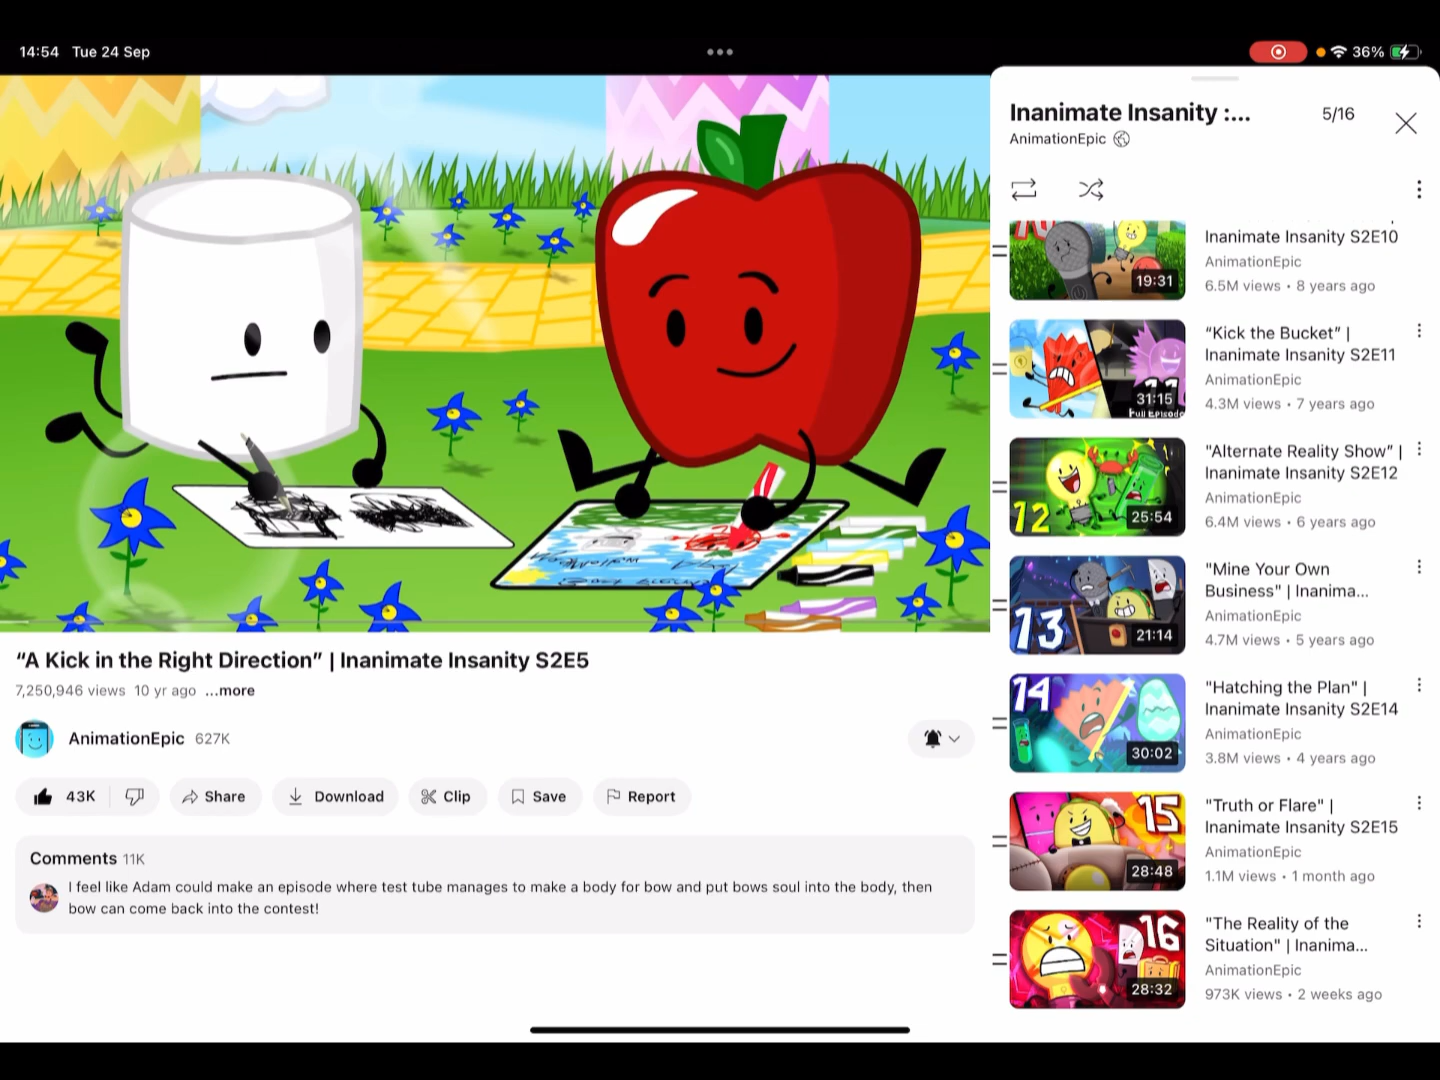 14:54 Tue 24 Sep
36%
“A Kick in the Right Direction” | Inanimate Insanity S2E5
7,250,946 views 10 yr ago ...more
AnimationEpic 627K
43K
Share
Download
Clip
Save
Report
Comments 11K
I feel like Adam could make an episode where test tube manages to make a body for bow and put bows soul into the body, then
bow can come back into the contest!
Inanimate Insanity :... 5/16
AnimationEpic
19:31
Inanimate Insanity S2E10
AnimationEpic
6.5M views • 8 years ago
11
31:15
Full Episode
“Kick the Bucket” |
Inanimate Insanity S2E11
AnimationEpic
4.3M views • 7 years ago
12
25:54
"Alternate Reality Show" |
Inanimate Insanity S2E12
AnimationEpic
6.4M views • 6 years ago
13
21:14
"Mine Your Own
Business" | Inanima...
AnimationEpic
4.7M views • 5 years ago
14
30:02
"Hatching the Plan" |
Inanimate Insanity S2E14
AnimationEpic
3.8M views • 4 years ago
15
28:48
"Truth or Flare" |
Inanimate Insanity S2E15
AnimationEpic
1.1M views • 1 month ago
16
28:32
"The Reality of the
Situation" | Inanima...
AnimationEpic
973K views • 2 weeks ago